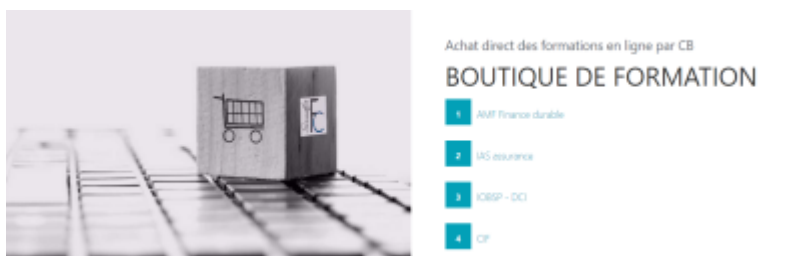 Achat direct des formations en ligne par CB
BOUTIQUE DE FORMATION
1 AMF Finance durable
2 IAS assurance
3 IOBSP - DCI
4 CIF